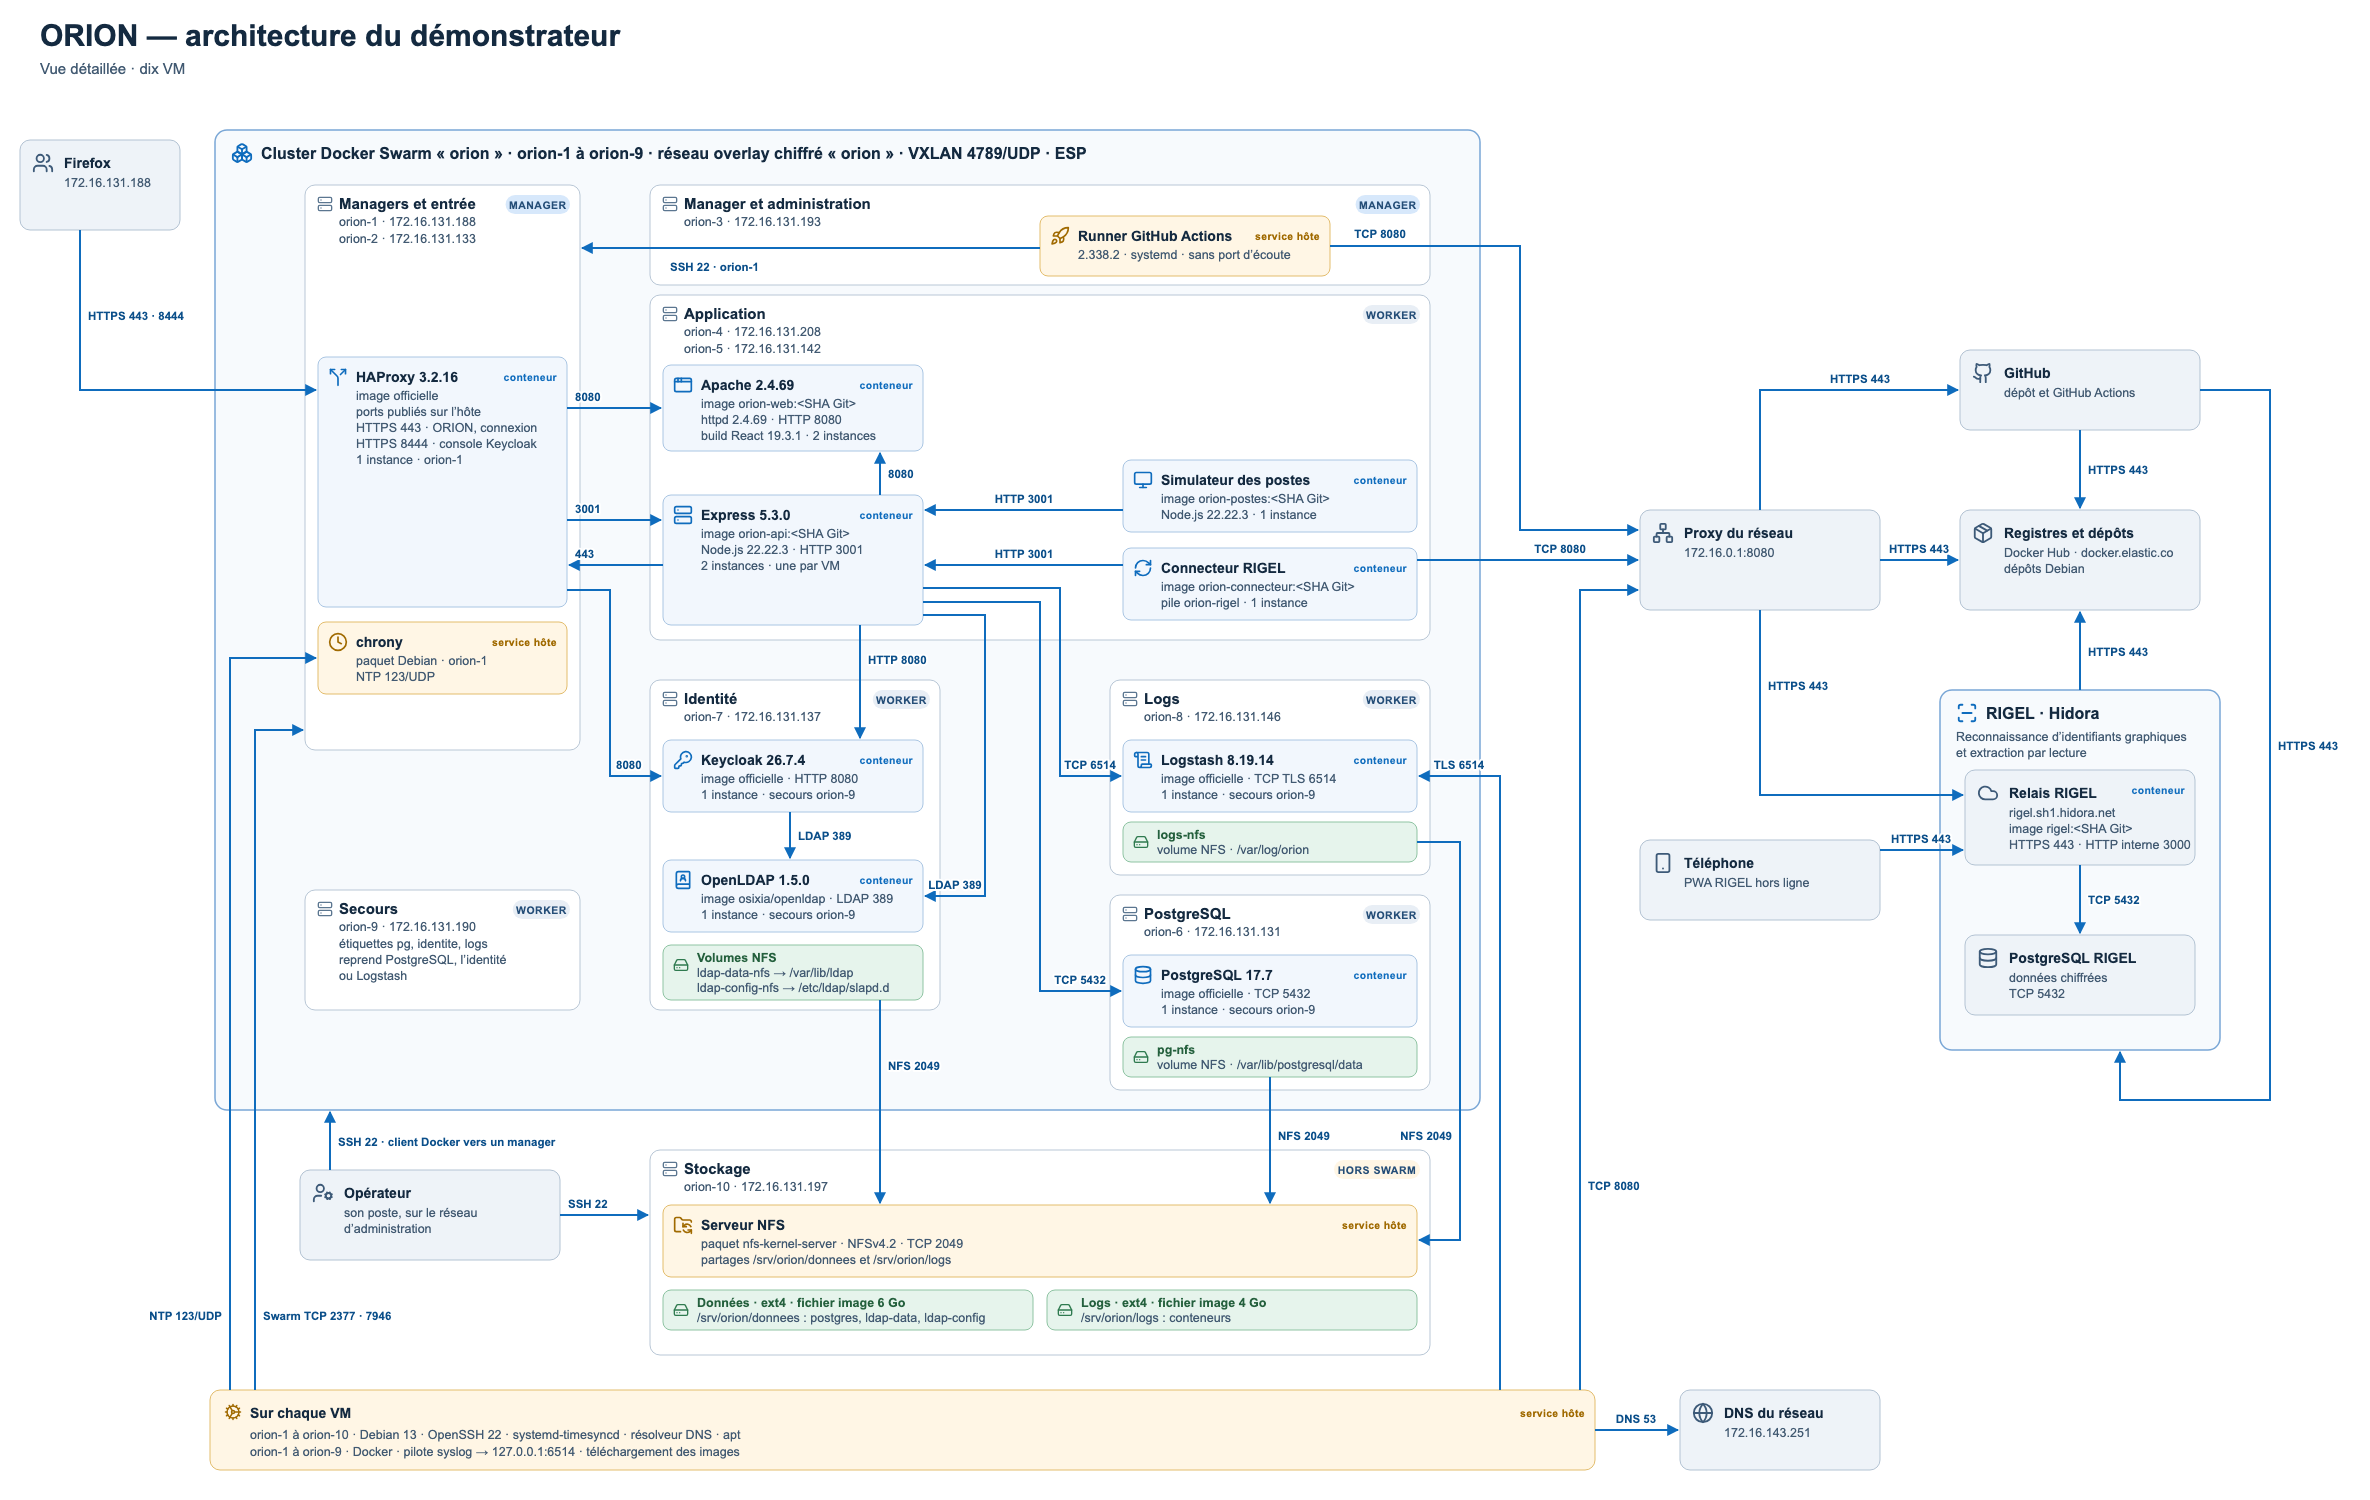 ORION — architecture du démonstrateur
Vue détaillée · dix VM
Firefox
172.16.131.188
HTTPS 443 · 8444
Cluster Docker Swarm « orion » · orion-1 à orion-9 · réseau overlay chiffré « orion » · VXLAN 4789/UDP · ESP
Managers et entrée
MANAGER
orion-1 · 172.16.131.188
orion-2 · 172.16.131.133
HAProxy 3.2.16
conteneur
image officielle
ports publiés sur l’hôte
HTTPS 443 · ORION, connexion
HTTPS 8444 · console Keycloak
1 instance · orion-1
chrony
service hôte
paquet Debian · orion-1
NTP 123/UDP
Manager et administration
MANAGER
orion-3 · 172.16.131.193
Runner GitHub Actions
service hôte
2.338.2 · systemd · sans port d’écoute
SSH 22 · orion-1
TCP 8080
Application
WORKER
orion-4 · 172.16.131.208
orion-5 · 172.16.131.142
Apache 2.4.69
conteneur
image orion-web:<SHA Git>
httpd 2.4.69 · HTTP 8080
build React 19.3.1 · 2 instances
8080
8080
Express 5.3.0
conteneur
image orion-api:<SHA Git>
Node.js 22.22.3 · HTTP 3001
2 instances · une par VM
3001
443
Simulateur des postes
conteneur
image orion-postes:<SHA Git>
Node.js 22.22.3 · 1 instance
HTTP 3001
Connecteur RIGEL
conteneur
image orion-connecteur:<SHA Git>
pile orion-rigel · 1 instance
HTTP 3001
TCP 8080
HTTP 8080
Identité
WORKER
orion-7 · 172.16.131.137
Keycloak 26.7.4
conteneur
image officielle · HTTP 8080
1 instance · secours orion-9
8080
LDAP 389
OpenLDAP 1.5.0
conteneur
image osixia/openldap · LDAP 389
1 instance · secours orion-9
LDAP 389
Volumes NFS
ldap-data-nfs → /var/lib/ldap
ldap-config-nfs → /etc/ldap/slapd.d
NFS 2049
Logs
WORKER
orion-8 · 172.16.131.146
Logstash 8.19.14
conteneur
image officielle · TCP TLS 6514
1 instance · secours orion-9
TCP 6514
TLS 6514
logs-nfs
volume NFS · /var/log/orion
PostgreSQL
WORKER
orion-6 · 172.16.131.131
PostgreSQL 17.7
conteneur
image officielle · TCP 5432
1 instance · secours orion-9
TCP 5432
pg-nfs
volume NFS · /var/lib/postgresql/data
NFS 2049
NFS 2049
Secours
WORKER
orion-9 · 172.16.131.190
étiquettes pg, identite, logs
reprend PostgreSQL, l’identité
ou Logstash
SSH 22 · client Docker vers un manager
Opérateur
son poste, sur le réseau
d’administration
SSH 22
Stockage
HORS SWARM
orion-10 · 172.16.131.197
Serveur NFS
service hôte
paquet nfs-kernel-server · NFSv4.2 · TCP 2049
partages /srv/orion/donnees et /srv/orion/logs
Données · ext4 · fichier image 6 Go
/srv/orion/donnees : postgres, ldap-data, ldap-config
Logs · ext4 · fichier image 4 Go
/srv/orion/logs : conteneurs
NTP 123/UDP
Swarm TCP 2377 · 7946
TCP 8080
Sur chaque VM
service hôte
orion-1 à orion-10 · Debian 13 · OpenSSH 22 · systemd-timesyncd · résolveur DNS · apt
orion-1 à orion-9 · Docker · pilote syslog → 127.0.0.1:6514 · téléchargement des images
DNS 53
DNS du réseau
172.16.143.251
Proxy du réseau
172.16.0.1:8080
HTTPS 443
GitHub
dépôt et GitHub Actions
HTTPS 443
HTTPS 443
Registres et dépôts
Docker Hub · docker.elastic.co
dépôts Debian
HTTPS 443
HTTPS 443
HTTPS 443
RIGEL · Hidora
Reconnaissance d’identifiants graphiques
et extraction par lecture
Relais RIGEL
conteneur
rigel.sh1.hidora.net
image rigel:<SHA Git>
HTTPS 443 · HTTP interne 3000
HTTPS 443
Téléphone
PWA RIGEL hors ligne
TCP 5432
PostgreSQL RIGEL
données chiffrées
TCP 5432